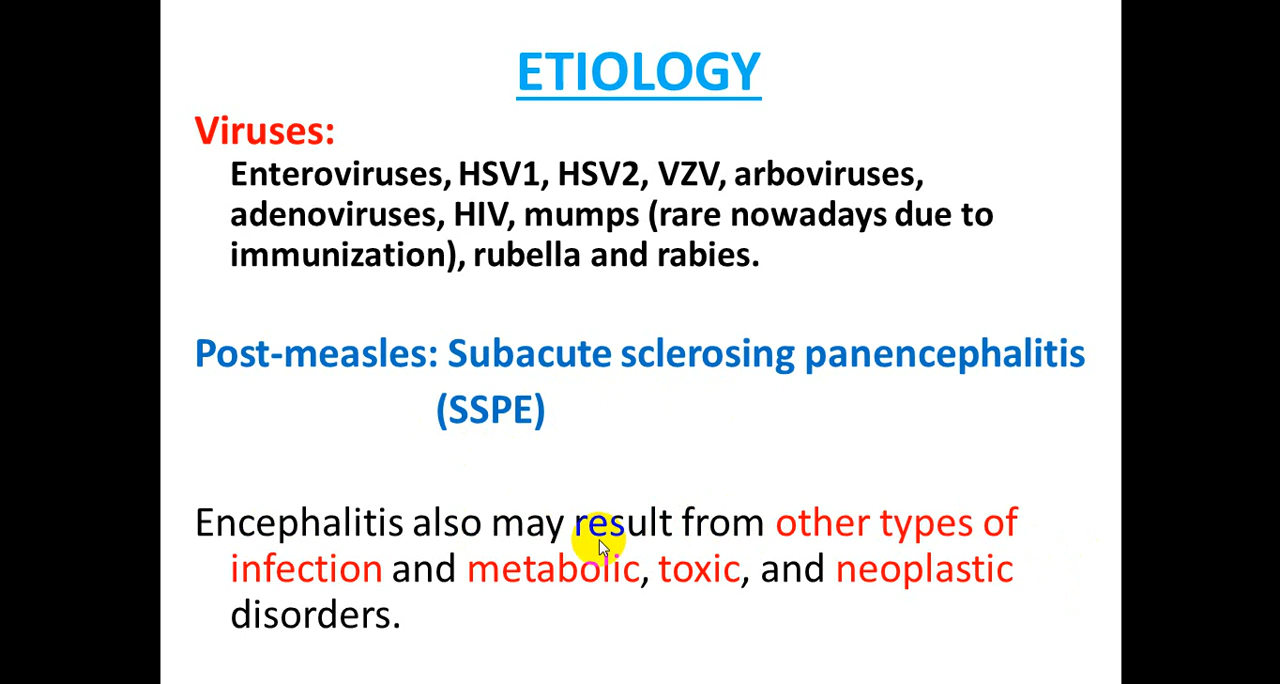 ETIOLOGY
Viruses:
Enteroviruses, HSV1, HSV2, VZV, arboviruses,
adenoviruses, HIV, mumps (rare nowadays due to
immunization), rubella and rabies.
Post-measles: Subacute sclerosing panencephalitis
(SSPE)
Encephalitis also may result from other types of
infection and metabolic, toxic, and neoplastic
disorders.